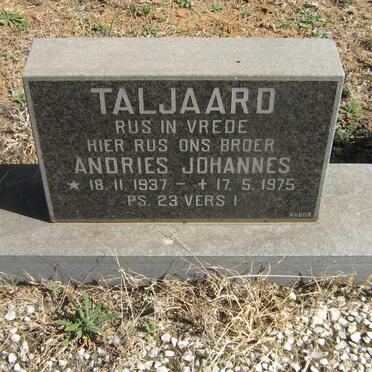 TALJAARD
RUS IN VREDE
HIER RUS ONS BROER
ANDRIES JOHANNES
★ 18. 11. 1937 – ✝ 17. 5. 1975
PS. 23 VERS 1